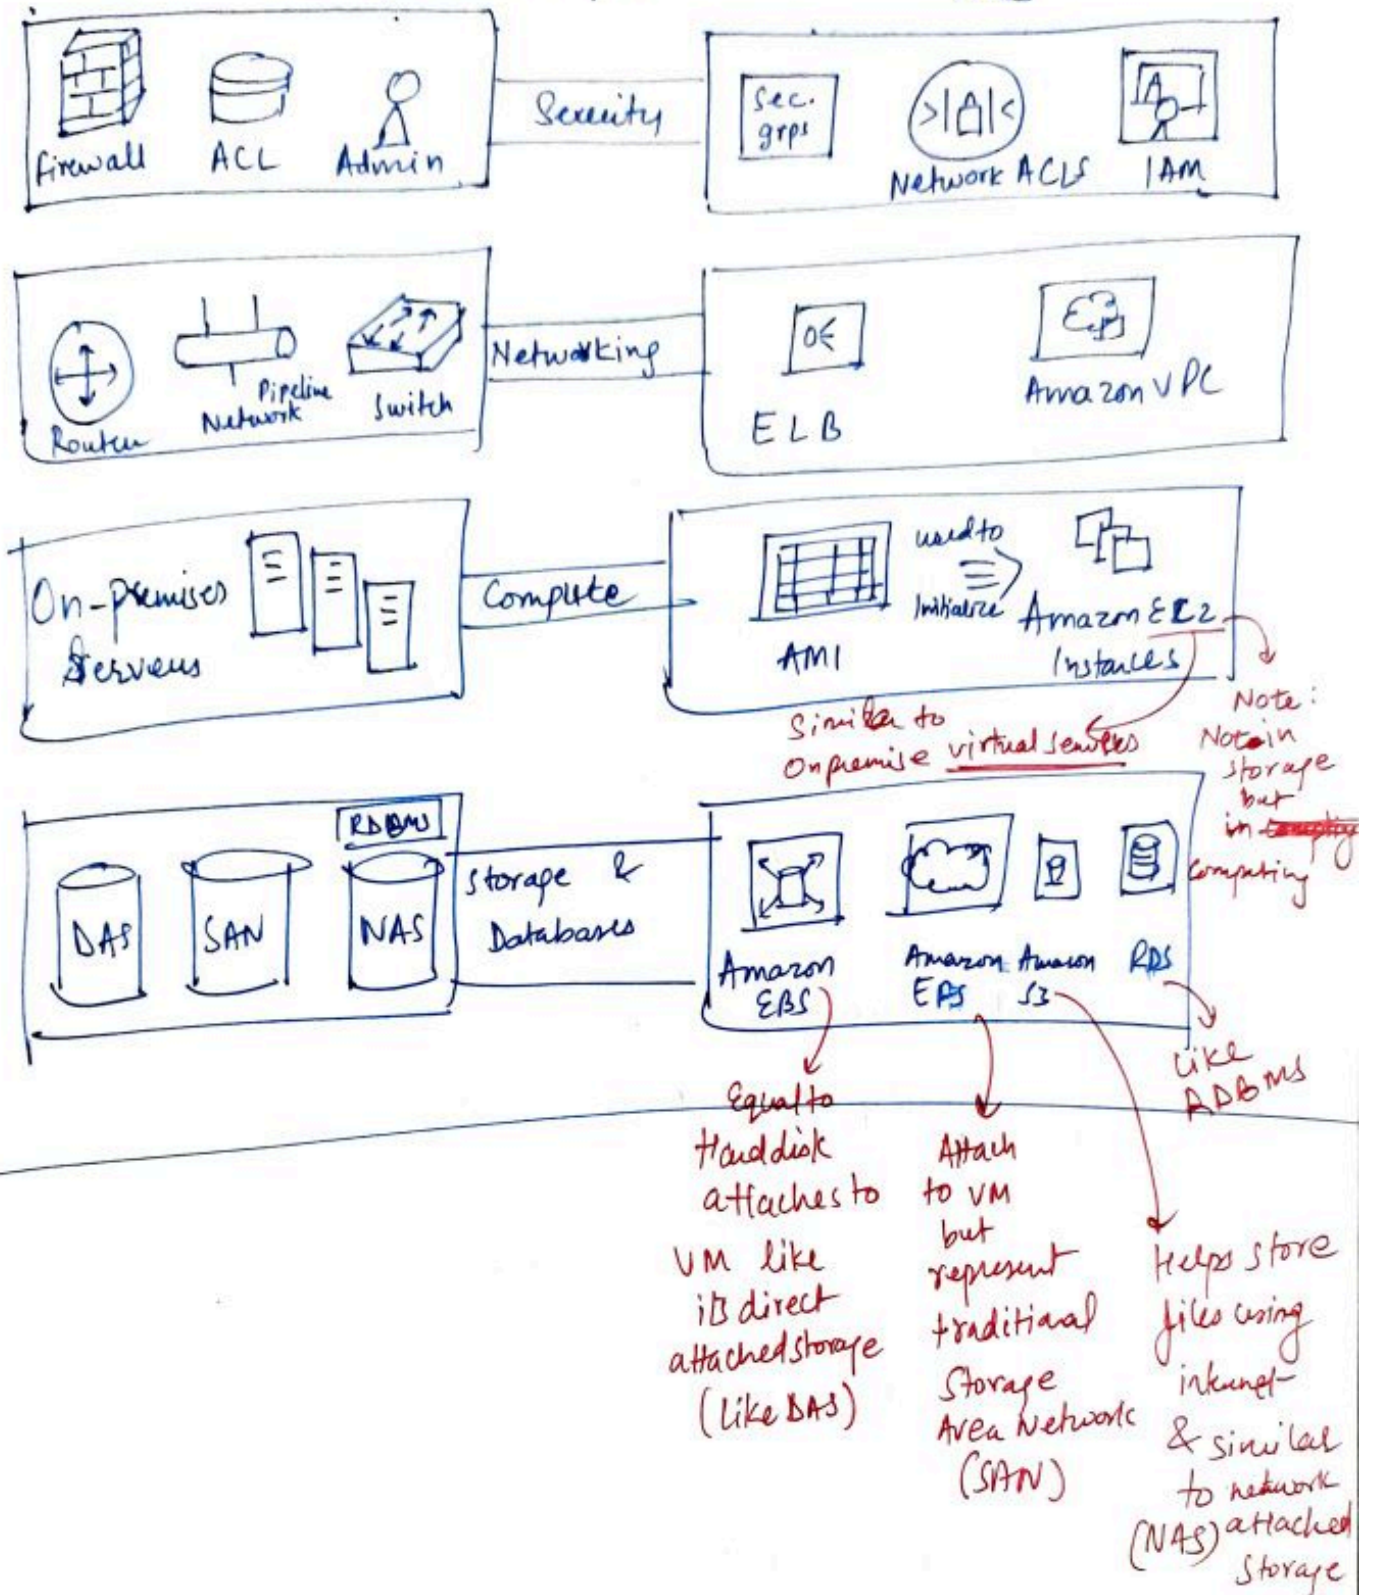 Firewall
ACL
Admin
Security
Sec.
grps
Network ACLS
IAM
Router
Pipeline
Network
Switch
Networking
ELB
Amazon VPC
On-premises
Servers
Compute
AMI
used to
Initialize
Amazon EC2
Instances
Similar to
Onpremise virtual servers
Note:
Not in
storage
but
in
Computing
RDBMS
DAS
SAN
NAS
Storage &
Databases
Amazon
EBS
Amazon
EFS
Amazon
S3
RDS
Like
RDBMS
Equal to
Hard disk
attaches to
VM like
its direct
attached storage
(like DAS)
Attach
to VM
but
represent
traditional
Storage
Area Network
(SAN)
Helps store
files using
internet
& similar
to network
(NAS) attached
Storage